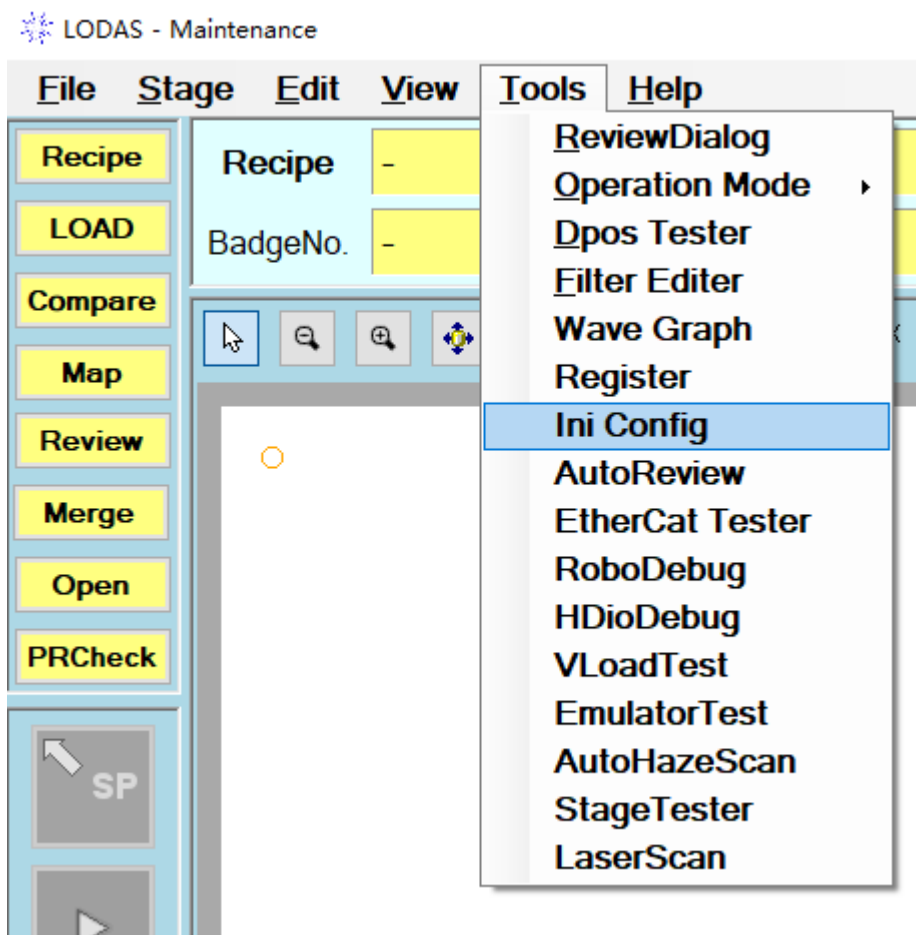 LODAS - Maintenance
File Stage Edit View Tools Help
Recipe
LOAD
Compare
Map
Review
Merge
Open
PRCheck
SP
Recipe -
BadgeNo. -
ReviewDialog
Operation Mode
Dpos Tester
Filter Editer
Wave Graph
Register
Ini Config
AutoReview
EtherCat Tester
RoboDebug
HDioDebug
VLoadTest
EmulatorTest
AutoHazeScan
StageTester
LaserScan